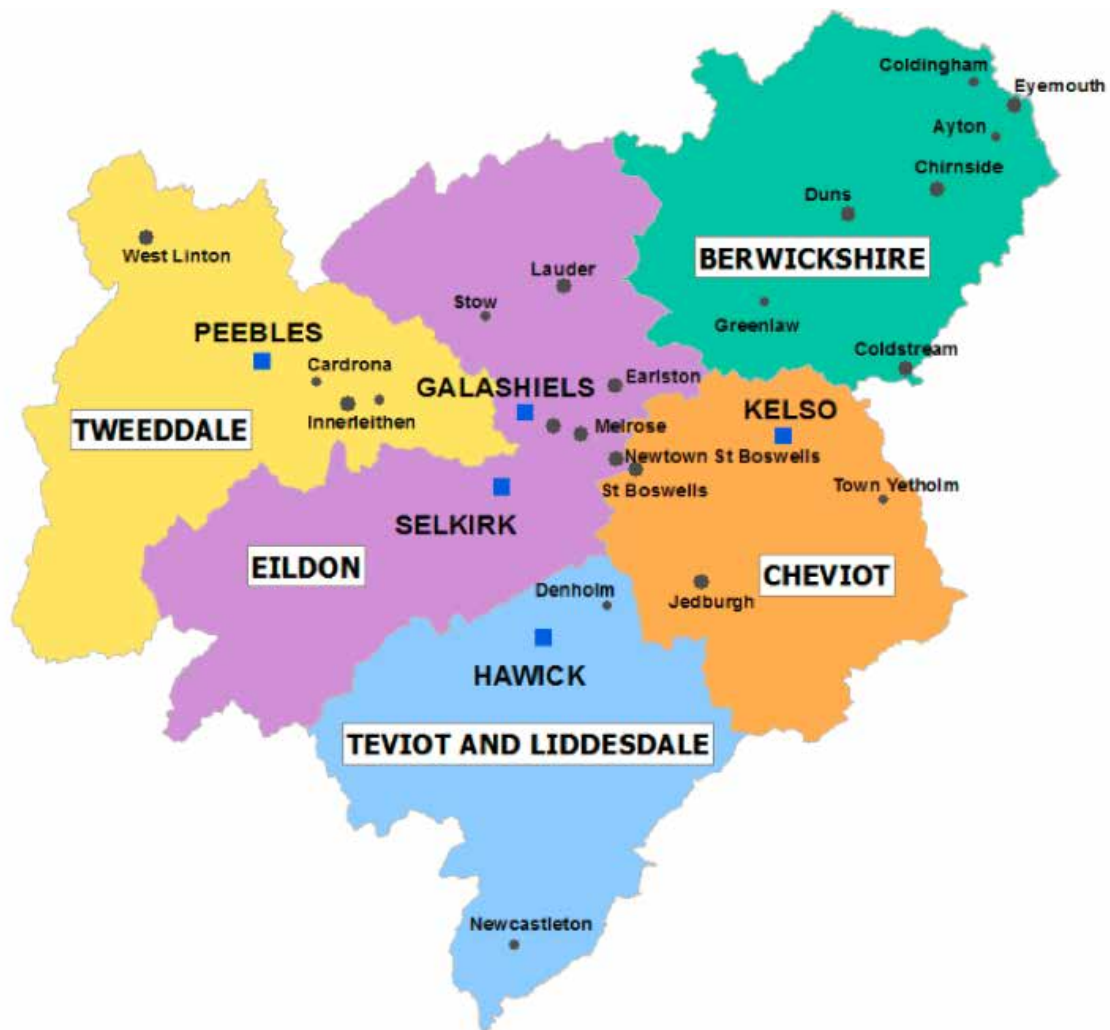 Coldingham
Eyemouth
Ayton
Chirnside
Duns
West Linton
BERWICKSHIRE
Lauder
Stow
Greenlaw
PEEBLES
Coldstream
Cardrona
Earlston
GALASHIELS
KELSO
Innerleithen
TWEEDDALE
Melrose
Newtown St Boswells
Town Yetholm
St Boswells
SELKIRK
EILDON
CHEVIOT
Denholm
Jedburgh
HAWICK
TEVIOT AND LIDDESDALE
Newcastleton